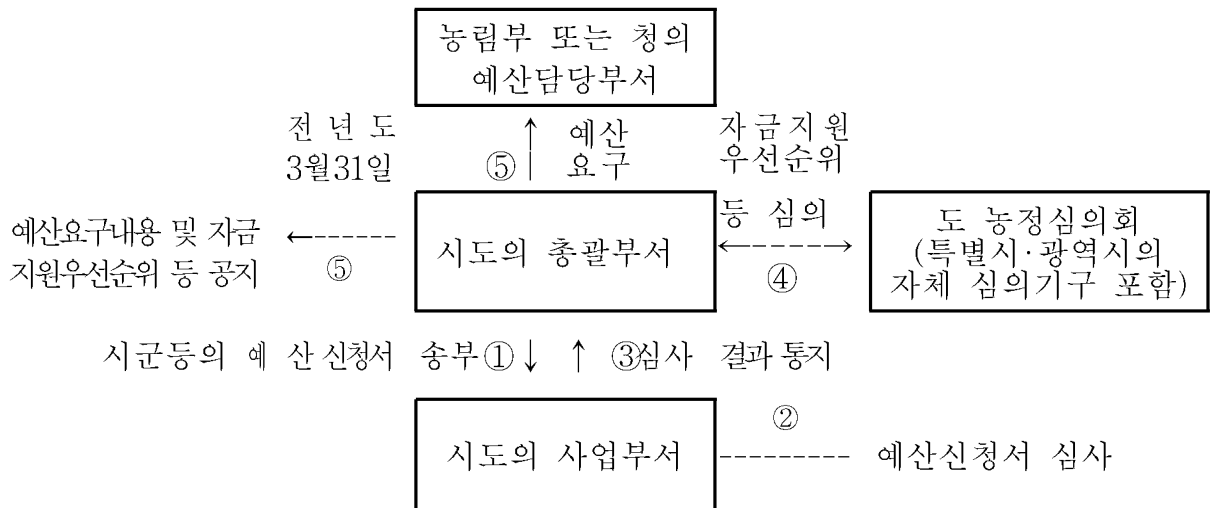 농림부 또는 청의
예산담당부서
전년도
3월31일
⑤
↑ 예산
요구
자금지원
우선순위
등 심의
예산요구내용 및 자금
지원우선순위 등 공지
←-----
⑤
시도의 총괄부서
←----→
④
도 농정심의회
(특별시·광역시의
자체 심의기구 포함)
시군등의 예 산 신청서 송부①↓ ↑ ③심사 결과 통지
시도의 사업부서
②
---------
예산신청서 심사